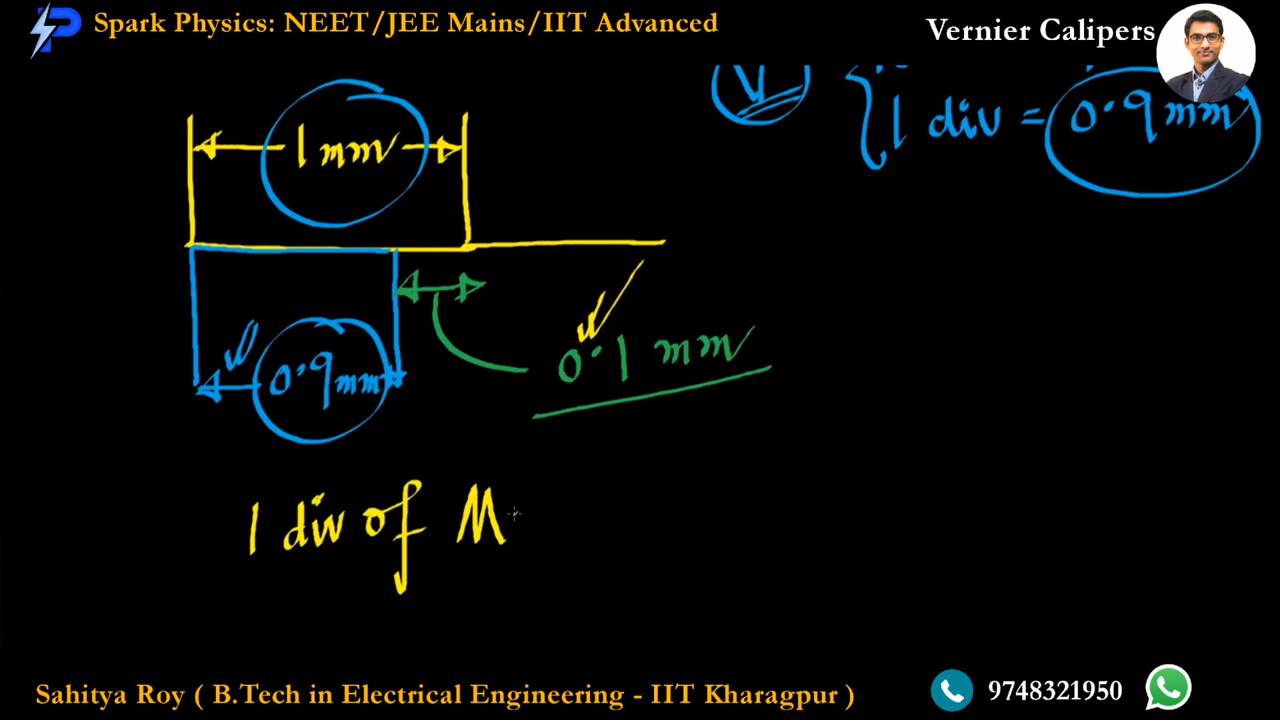 Spark Physics: NEET/JEE Mains/IIT Advanced
Vernier Calipers
1 mm
1 div = 0.9 mm
0.9 mm
0.1 mm
1 div of M
Sahitya Roy ( B.Tech in Electrical Engineering - IIT Kharagpur )
9748321950